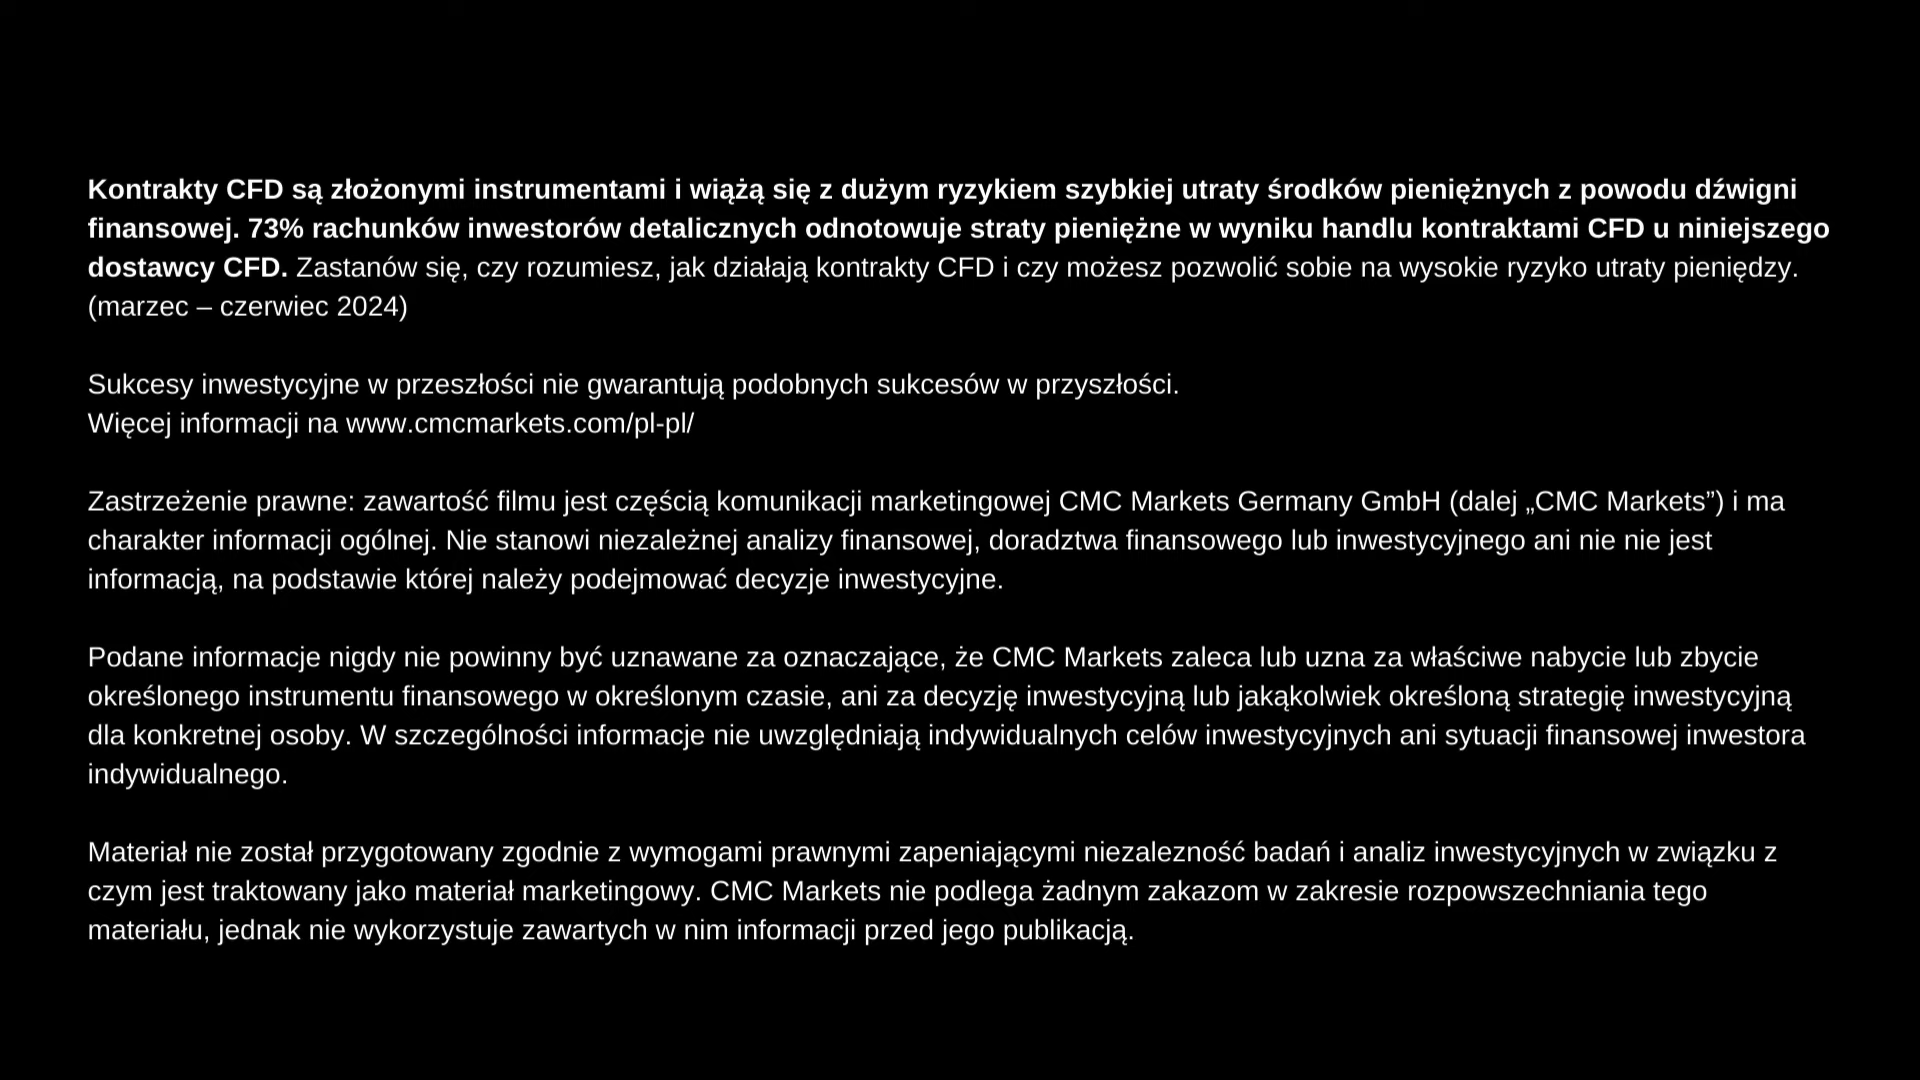 Kontrakty CFD są złożonymi instrumentami i wiążą się z dużym ryzykiem szybkiej utraty środków pieniężnych z powodu dźwigni
finansowej. 73% rachunków inwestorów detalicznych odnotowuje straty pieniężne w wyniku handlu kontraktami CFD u niniejszego
dostawcy CFD. Zastanów się, czy rozumiesz, jak działają kontrakty CFD i czy możesz pozwolić sobie na wysokie ryzyko utraty pieniędzy.
(marzec – czerwiec 2024)
Sukcesy inwestycyjne w przeszłości nie gwarantują podobnych sukcesów w przyszłości.
Więcej informacji na www.cmcmarkets.com/pl-pl/
Zastrzeżenie prawne: zawartość filmu jest częścią komunikacji marketingowej CMC Markets Germany GmbH (dalej „CMC Markets”) i ma
charakter informacji ogólnej. Nie stanowi niezależnej analizy finansowej, doradztwa finansowego lub inwestycyjnego ani nie nie jest
informacją, na podstawie której należy podejmować decyzje inwestycyjne.
Podane informacje nigdy nie powinny być uznawane za oznaczające, że CMC Markets zaleca lub uzna za właściwe nabycie lub zbycie
określonego instrumentu finansowego w określonym czasie, ani za decyzję inwestycyjną lub jakąkolwiek określoną strategię inwestycyjną
dla konkretnej osoby. W szczególności informacje nie uwzględniają indywidualnych celów inwestycyjnych ani sytuacji finansowej inwestora
indywidualnego.
Materiał nie został przygotowany zgodnie z wymogami prawnymi zapeniającymi niezalezność badań i analiz inwestycyjnych w związku z
czym jest traktowany jako materiał marketingowy. CMC Markets nie podlega żadnym zakazom w zakresie rozpowszechniania tego
materiału, jednak nie wykorzystuje zawartych w nim informacji przed jego publikacją.